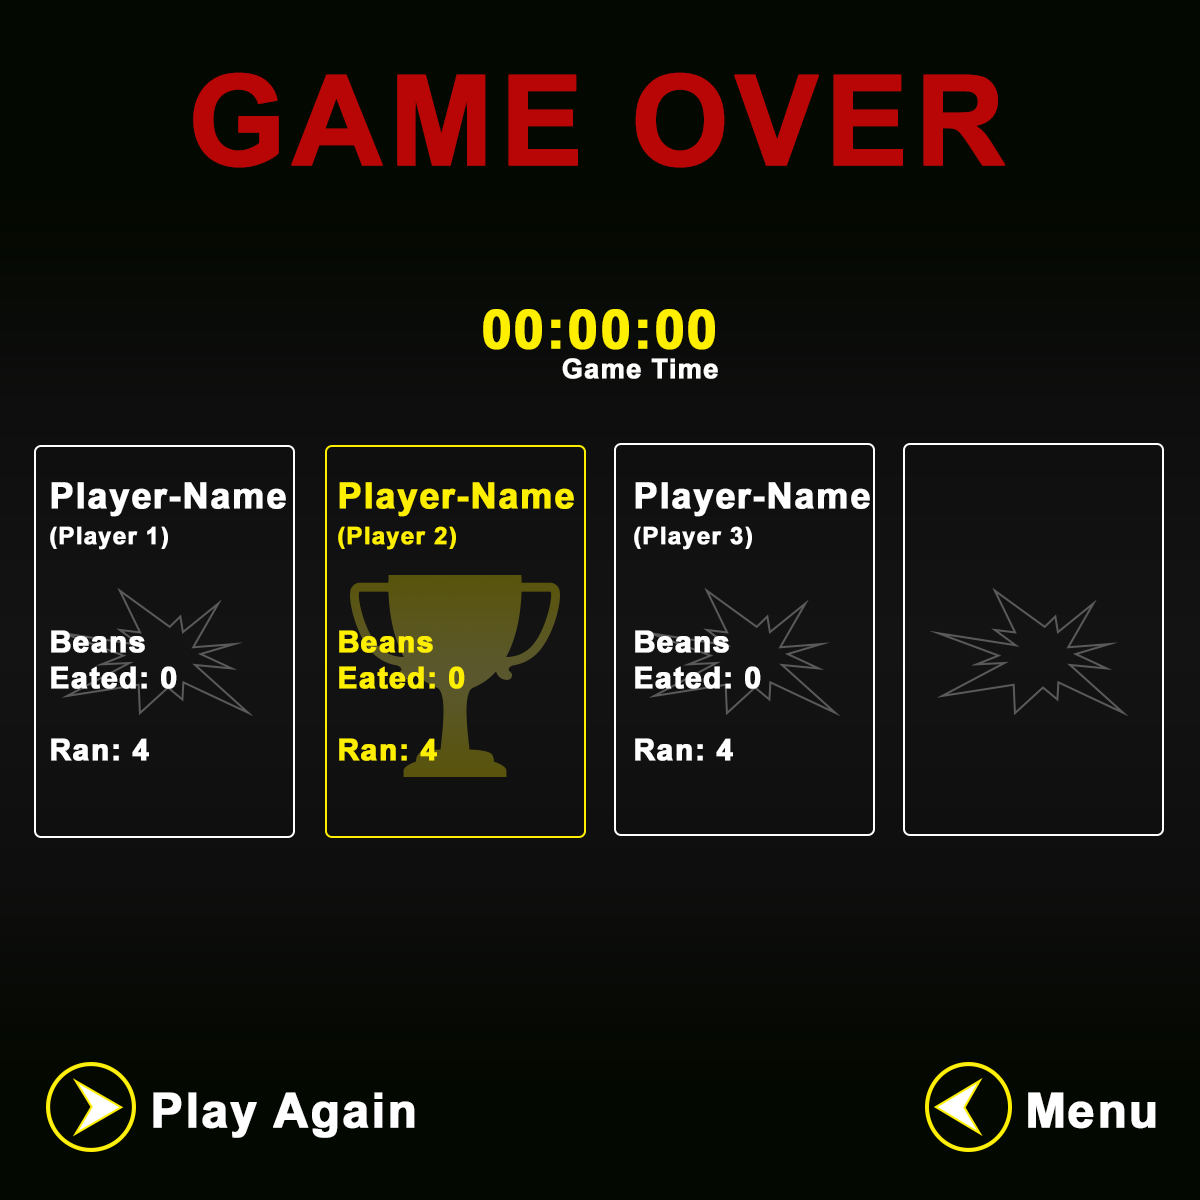 GAME OVER
00:00:00
Game Time
Player-Name
(Player 1)
Beans
Eated: 0
Ran: 4
Player-Name
(Player 2)
Beans
Eated: 0
Ran: 4
Player-Name
(Player 3)
Beans
Eated: 0
Ran: 4
Play Again
Menu